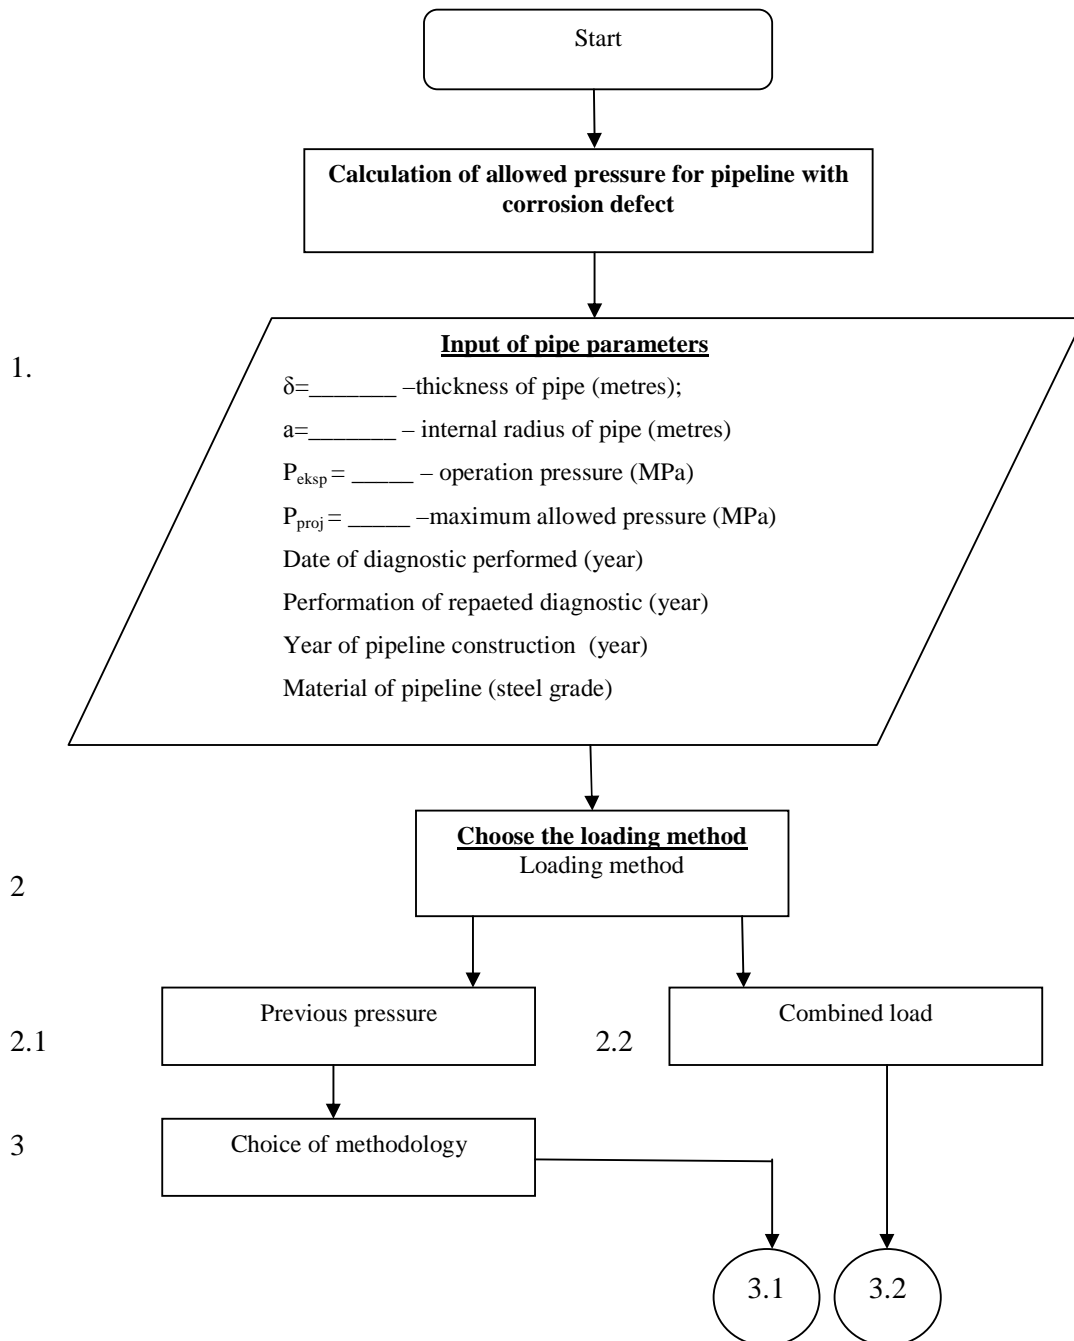 Start
Calculation of allowed pressure for pipeline with
corrosion defect
1.
Input of pipe parameters
δ=_______ –thickness of pipe (metres);
a=_______ – internal radius of pipe (metres)
Peksp = _____ – operation pressure (MPa)
Pproj = _____ –maximum allowed pressure (MPa)
Date of diagnostic performed (year)
Performation of repaeted diagnostic (year)
Year of pipeline construction  (year)
Material of pipeline (steel grade)
2
Choose the loading method
Loading method
2.1
Previous pressure
2.2
Combined load
3
Choice of methodology
3.1
3.2